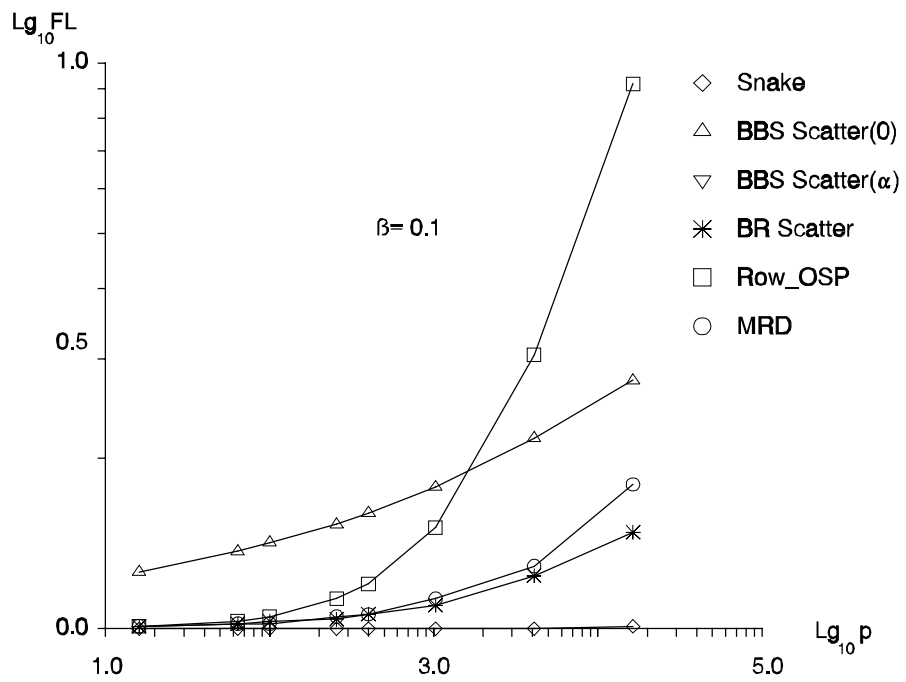 Lg10FL
1.0
0.5
0.0
1.0
3.0
5.0
Lg10 p
ß= 0.1
Snake
BBS Scatter(0)
BBS Scatter(α)
BR Scatter
Row_OSP
MRD